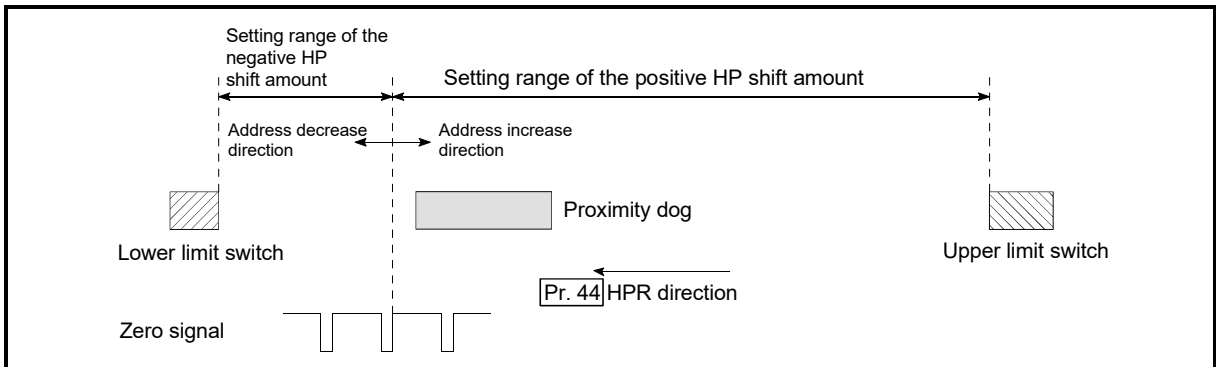 Setting range of the
negative HP
shift amount
Setting range of the positive HP shift amount
Address decrease
direction
Address increase
direction
Proximity dog
Lower limit switch
Upper limit switch
Pr. 44 HPR direction
Zero signal